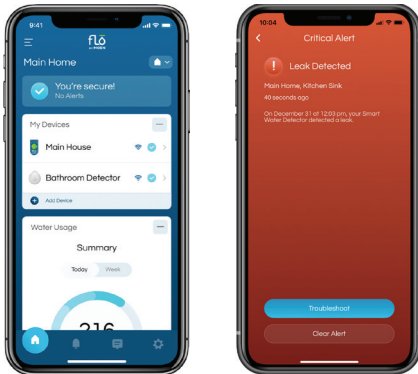 9:41
flo
BY MOEN
Main Home
You're secure!
No Alerts
My Devices
Main House
Bathroom Detector
Add Device
Water Usage
Summary
Today Week
216
10:04
Critical Alert
Leak Detected
Main Home, Kitchen Sink
40 seconds ago
On December 31 at 12:03 pm, your Smart
Water Detector detected a leak.
Troubleshoot
Clear Alert